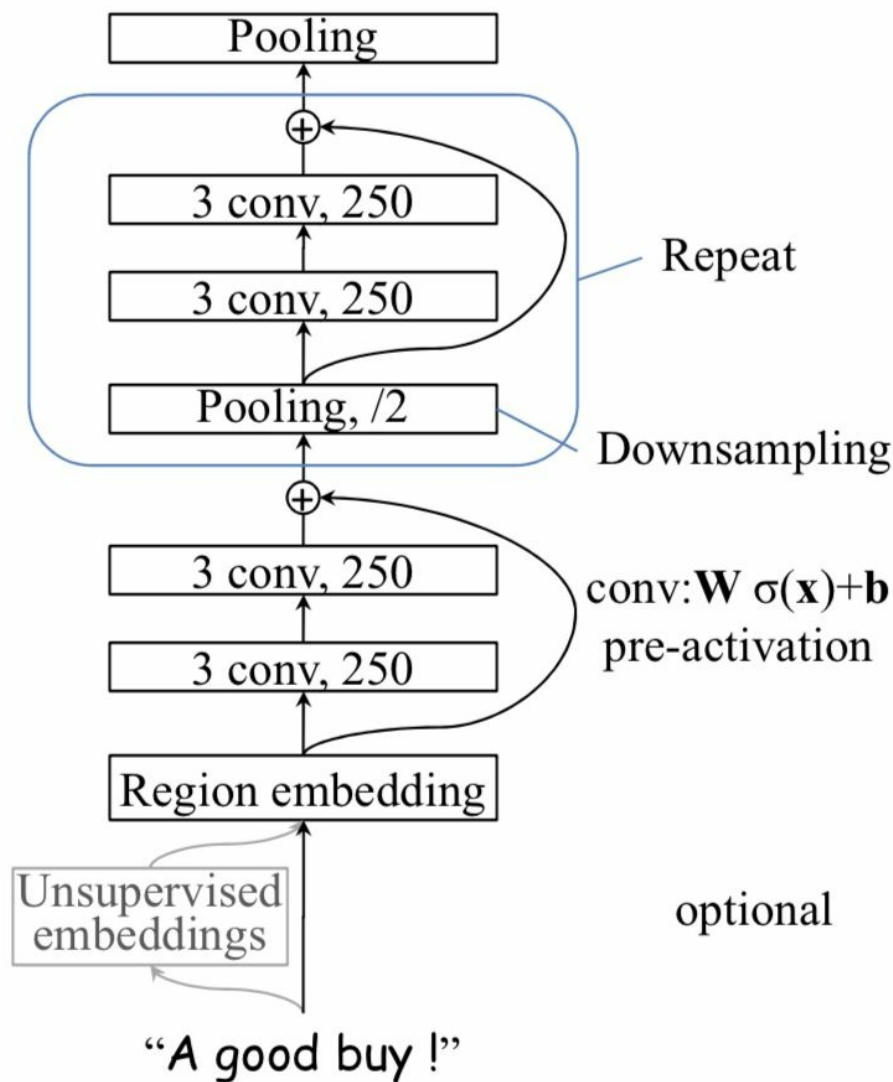 Pooling
3 conv, 250
3 conv, 250
Repeat
Pooling, /2
Downsampling
3 conv, 250
conv:W σ(x)+b
3 conv, 250
pre-activation
Region embedding
Unsupervised
embeddings
optional
“A good buy !”